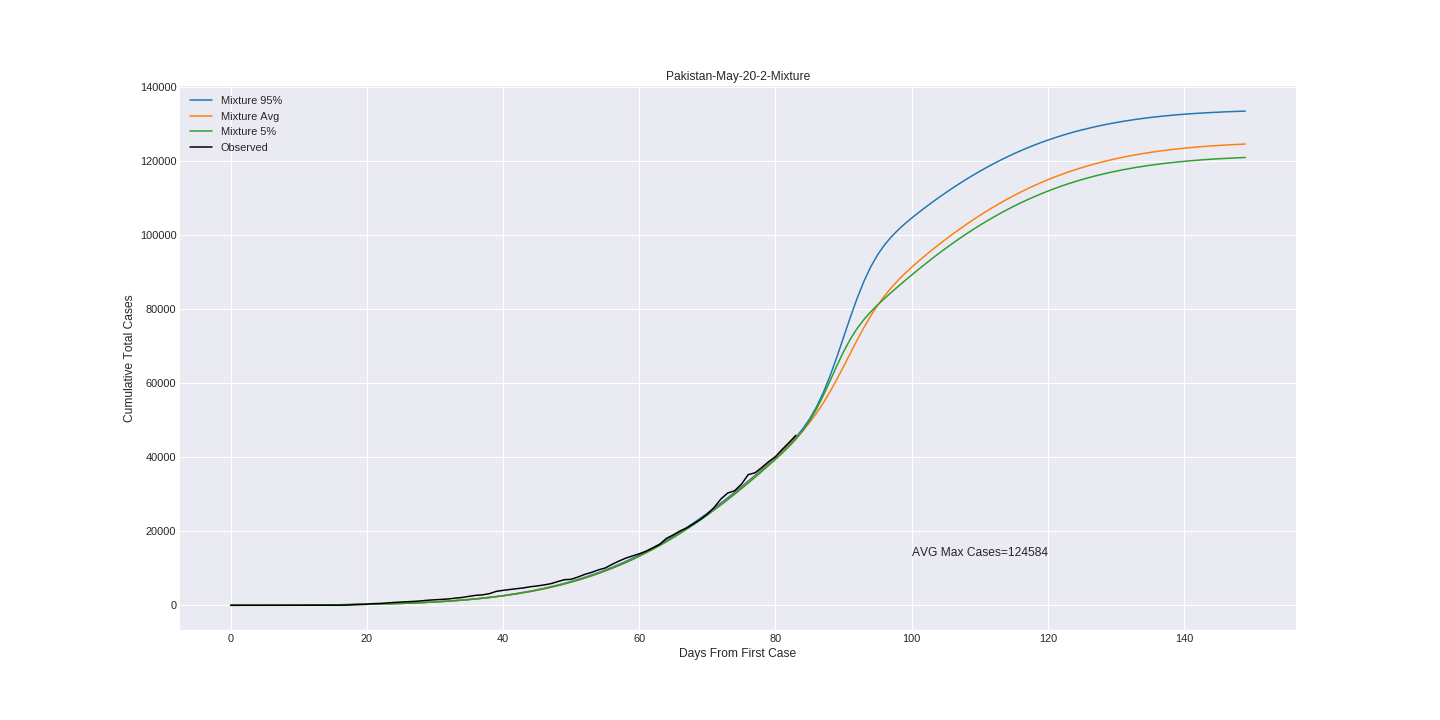 Pakistan-May-20-2-Mixture
140000
120000
100000
80000
60000
40000
20000
0
Cumulative Total Cases
Mixture 95%
Mixture Avg
Mixture 5%
Observed
AVG Max Cases=124584
0 20 40 60 80 100 120 140
Days From First Case